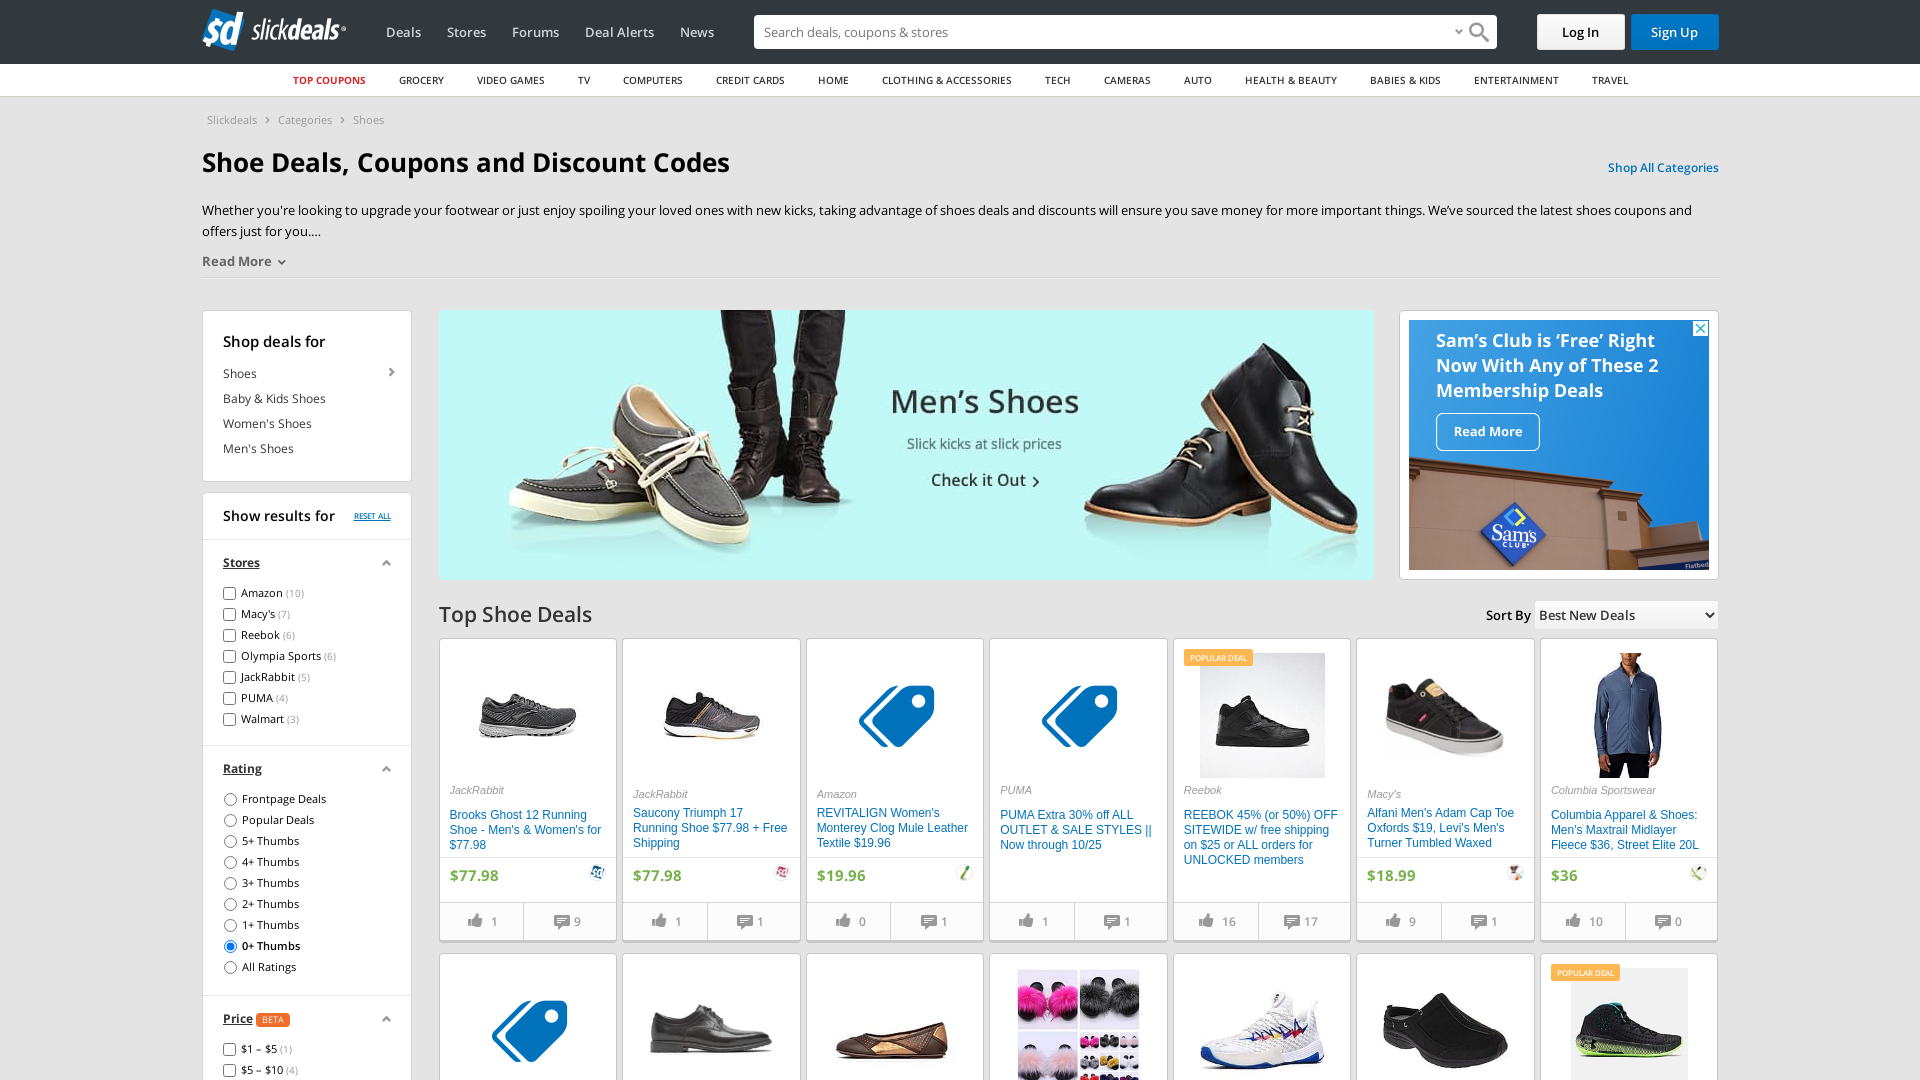 slickdeals
Deals
Stores
Forums
Deal Alerts
News
Search deals, coupons & stores
Log In
Sign Up
TOP COUPONS
GROCERY
VIDEO GAMES
TV
COMPUTERS
CREDIT CARDS
HOME
CLOTHING & ACCESSORIES
TECH
CAMERAS
AUTO
HEALTH & BEAUTY
BABIES & KIDS
ENTERTAINMENT
TRAVEL
Slickdeals
Categories
Shoes
Shoe Deals, Coupons and Discount Codes
Shop All Categories
Whether you're looking to upgrade your footwear or just enjoy spoiling your loved ones with new kicks, taking advantage of shoes deals and discounts will ensure you save money for more important things. We've sourced the latest shoes coupons and
offers just for you....
Read More
Shop deals for
Shoes
Baby & Kids Shoes
Women's Shoes
Men's Shoes
Show results for
RESET ALL
Stores
Amazon (10)
Macy's (7)
Reebok (6)
Olympia Sports (6)
JackRabbit (5)
PUMA (4)
Walmart (3)
Rating
Frontpage Deals
Popular Deals
5+ Thumbs
4+ Thumbs
3+ Thumbs
2+ Thumbs
1+ Thumbs
0+ Thumbs
All Ratings
Price BETA
$1 – $5 (1)
$5 – $10 (4)
Men's Shoes
Slick kicks at slick prices
Check it Out
Sam's Club is 'Free' Right
Now With Any of These 2
Membership Deals
Read More
Sam's
CLUB
Top Shoe Deals
Sort By Best New Deals
JackRabbit
Brooks Ghost 12 Running
Shoe - Men's & Women's for
$77.98
$77.98
1
9
JackRabbit
Saucony Triumph 17
Running Shoe $77.98 + Free
Shipping
$77.98
1
1
Amazon
REVITALIGN Women's
Monterey Clog Mule Leather
Textile $19.96
$19.96
0
1
PUMA
PUMA Extra 30% off ALL
OUTLET & SALE STYLES ||
Now through 10/25
1
1
POPULAR DEAL
Reebok
REEBOK 45% (or 50%) OFF
SITEWIDE w/ free shipping
on $25 or ALL orders for
UNLOCKED members
16
17
Macy's
Alfani Men's Adam Cap Toe
Oxfords $19, Levi's Men's
Turner Tumbled Waxed
$18.99
9
1
Columbia Sportswear
Columbia Apparel & Shoes:
Men's Maxtrail Midlayer
Fleece $36, Street Elite 20L
$36
10
0
POPULAR DEAL